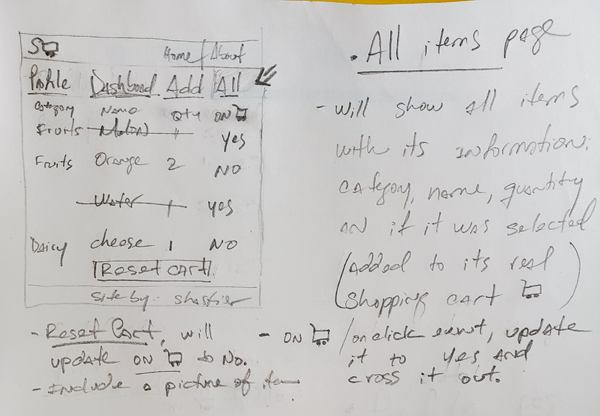 S
Home/About
Profile Dashboard Add All
Category Name Qty ON
Fruits Melon 1 Yes
Fruits Orange 2 NO
Water 1 yes
Dairy cheese 1 NO
Reset Cart
Site by:
• All items page
- Will show all items
with its information:
category, name, quantity
an if it was selected
(added to its real
shopping cart
- Reset Cart, will
update ON to No.
- Include a picture of item
- ON /onclick event, update
it to Yes And
cross it out.